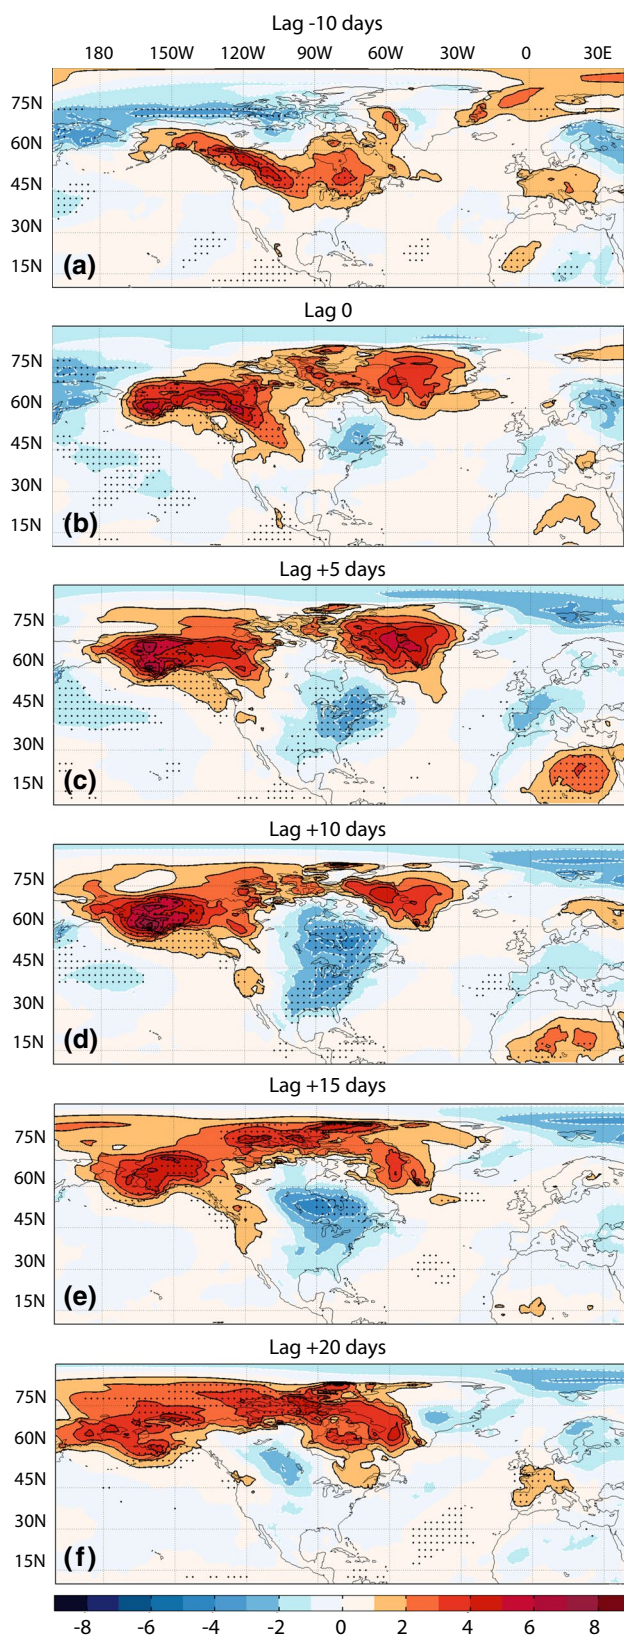 Lag -10 days
180 150W 120W 90W 60W 30W 0 30E
75N
60N
45N
30N
15N
(a)
Lag 0
75N
60N
45N
30N
15N
(b)
Lag +5 days
75N
60N
45N
30N
15N
(c)
Lag +10 days
75N
60N
45N
30N
15N
(d)
Lag +15 days
75N
60N
45N
30N
15N
(e)
Lag +20 days
75N
60N
45N
30N
15N
(f)
-8 -6 -4 -2 0 2 4 6 8